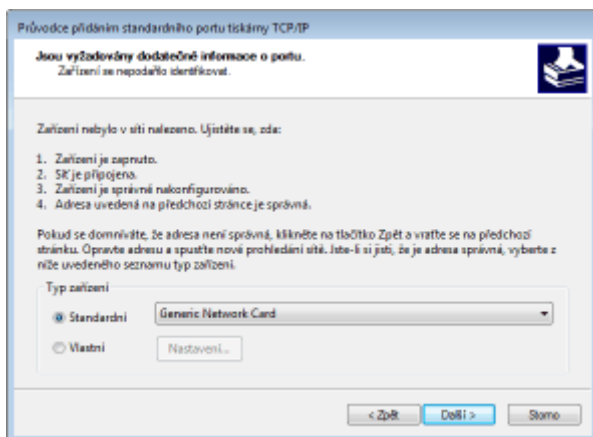 Průvodce přidáním standardního portu tiskárny TCP/IP
Jsou vyžadovány dodatečné informace o portu.
Zařízení se nepodařilo identifikovat.
Zařízení nebylo v síti nalezeno. Ujistěte se, zda:
1. Zařízení je zapnuto.
2. Síť je připojena.
3. Zařízení je správně nakonfigurováno.
4. Adresa uvedená na předchozí stránce je správná.
Pokud se domníváte, že adresa není správná, klikněte na tlačítko Zpět a vraťte se na předchozí
stránku. Opravte adresu a spusťte nové prohledání sítě. Jste-li si jisti, že je adresa správná, vyberte z
níže uvedeného seznamu typ zařízení.
Typ zařízení
Standardní
Generic Network Card
Vlastní
Nastavení...
< Zpět
Další >
Storno